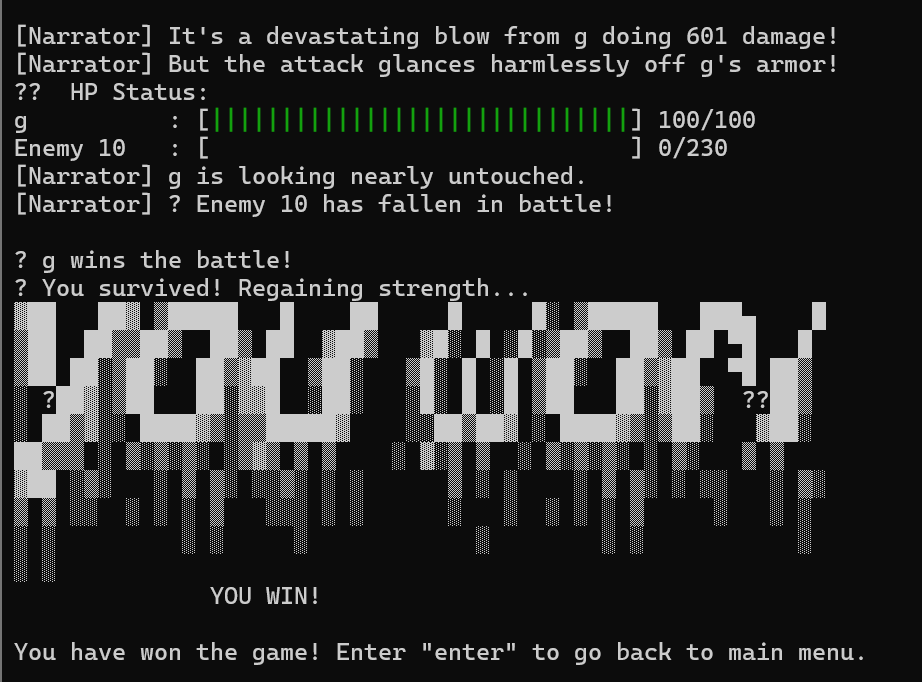 [Narrator] It's a devastating blow from g doing 601 damage!
[Narrator] But the attack glances harmlessly off g's armor!
??  HP Status:
g          : [||||||||||||||||||||||||||||||] 100/100
Enemy 10   : [                              ] 0/230
[Narrator] g is looking nearly untouched.
[Narrator] ? Enemy 10 has fallen in battle!
? g wins the battle!
? You survived! Regaining strength...
YOU WON!
YOU WIN!
You have won the game! Enter "enter" to go back to main menu.